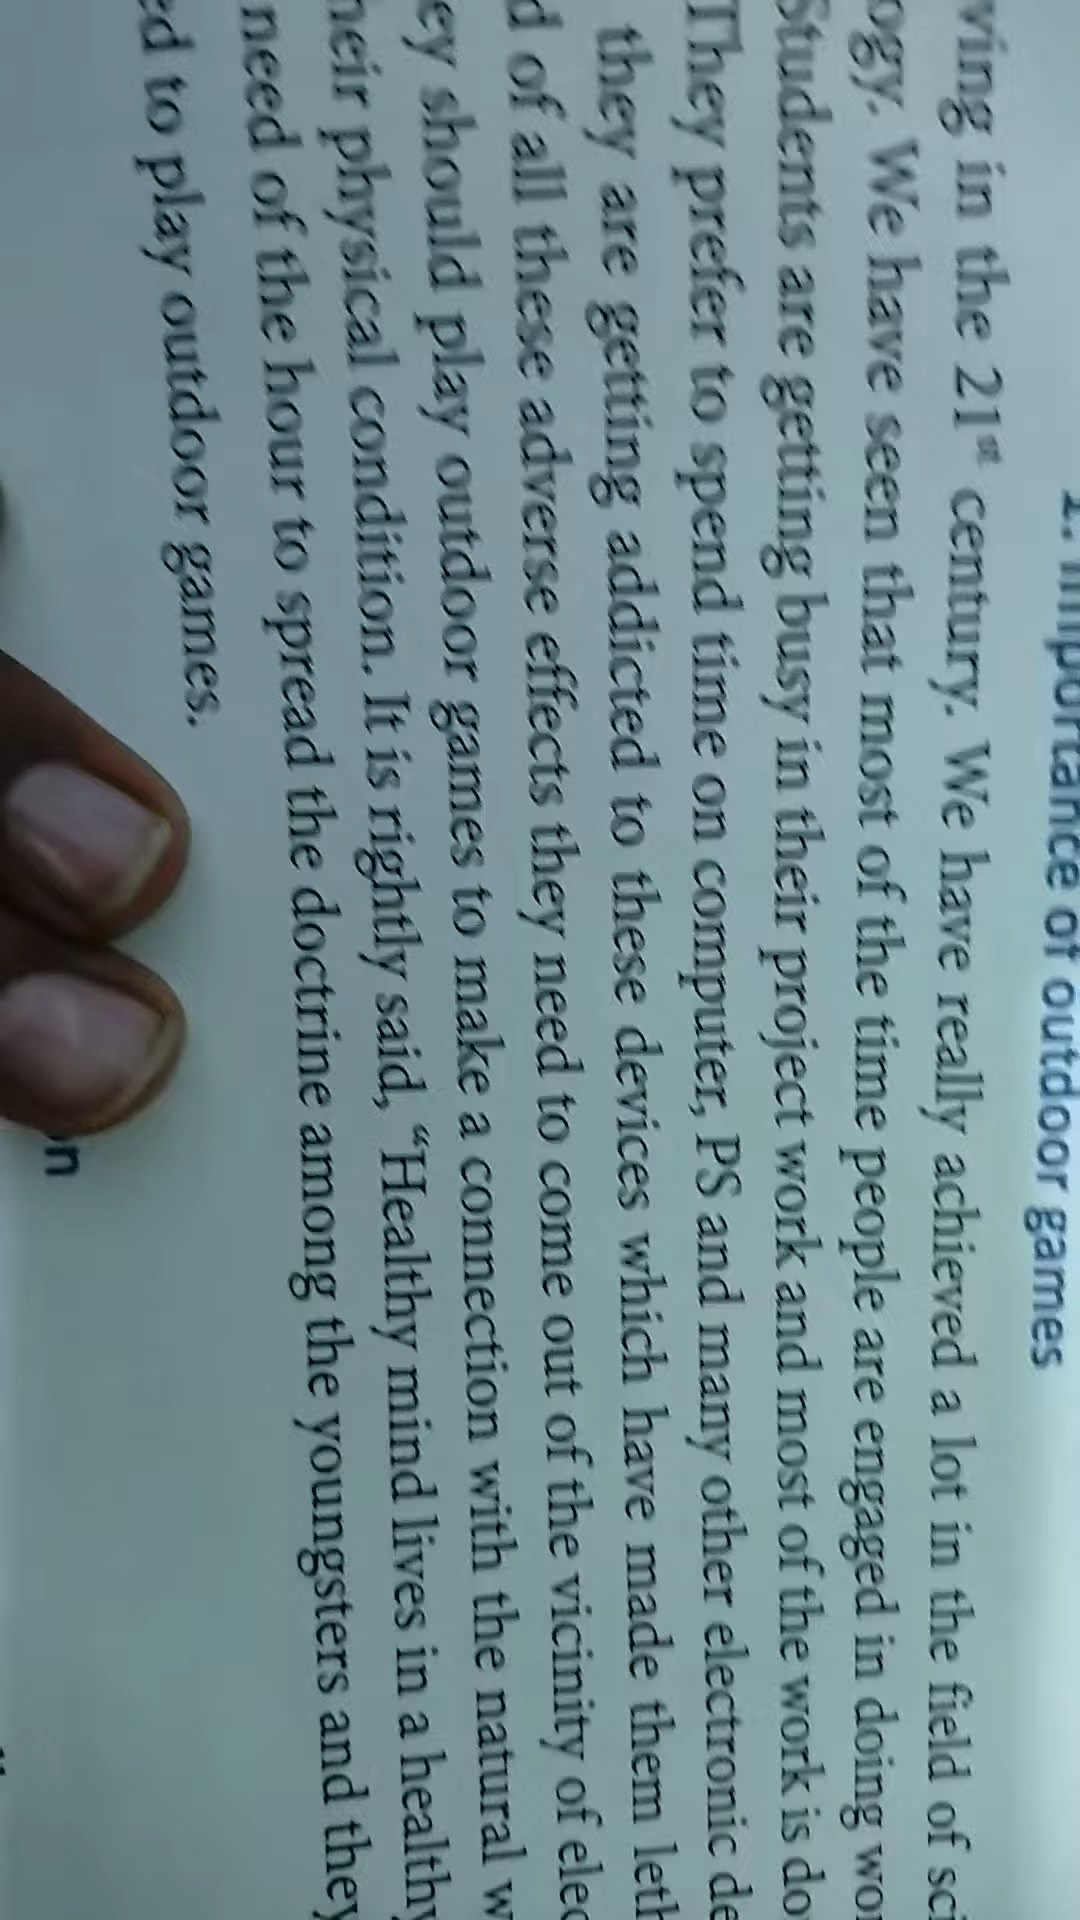 1. Importance of outdoor games
ving in the 21st century. We have really achieved a lot in the field of sci
ogy. We have seen that most of the time people are engaged in doing wor
Students are getting busy in their project work and most of the work is do
They prefer to spend time on computer, PS and many other electronic de
they are getting addicted to these devices which have made them leth
d of all these adverse effects they need to come out of the vicinity of elec
ey should play outdoor games to make a connection with the natural w
heir physical condition. It is rightly said, “Healthy mind lives in a healthy
need of the hour to spread the doctrine among the youngsters and they
ed to play outdoor games.